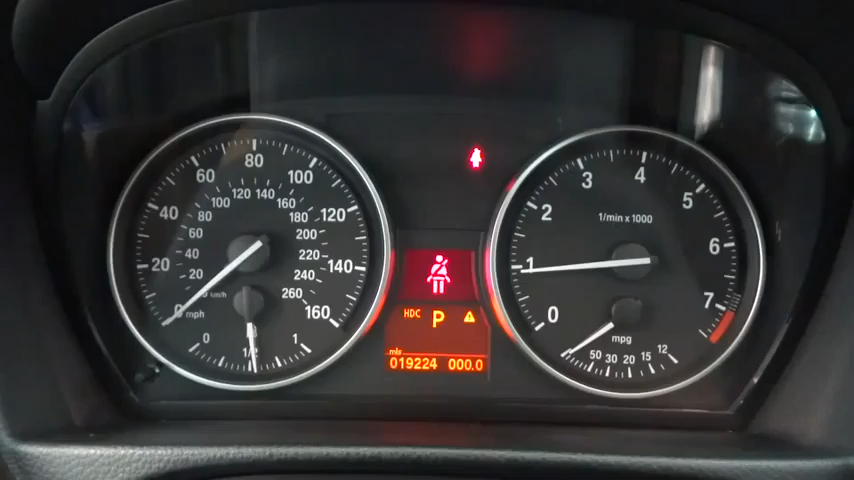 20 40 60 80 100 120 140 160
0 mph
20 40 60 80 100 120 140 160 180 200 220 240 260
km/h
0 1/2 1
HDC P
mls
019224 000.0
0 1 2 3 4 5 6 7
1/min x 1000
mpg
50 30 20 15 12